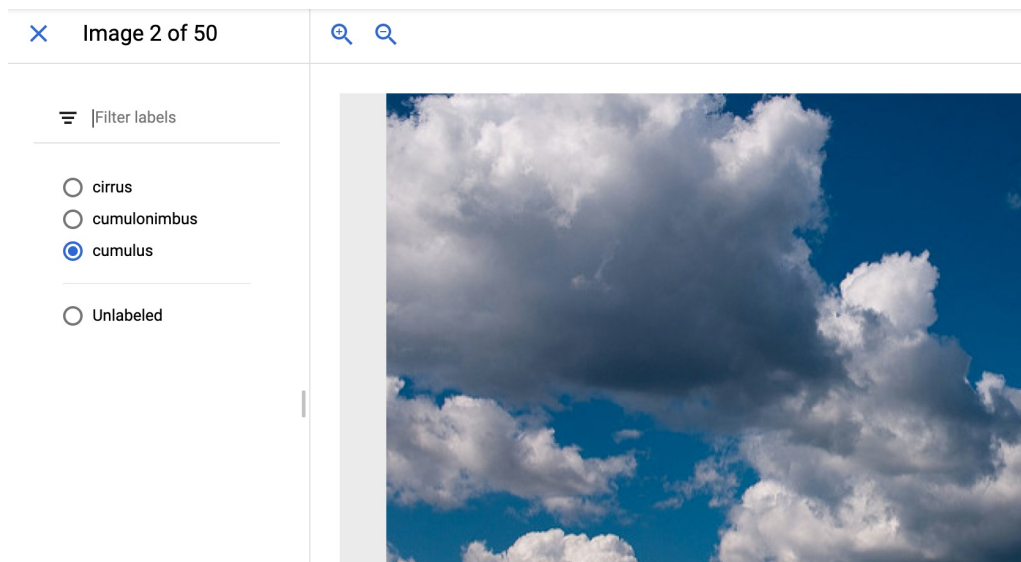 Image 2 of 50
Filter labels
cirrus
cumulonimbus
cumulus
Unlabeled